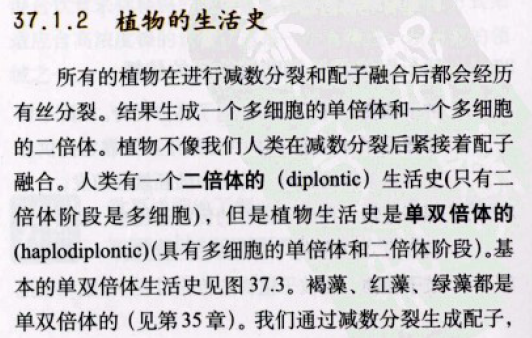 37.1.2 植物的生活史
所有的植物在进行减数分裂和配子融合后都会经历
有丝分裂。结果生成一个多细胞的单倍体和一个多细胞
的二倍体。植物不像我们人类在减数分裂后紧接着配子
融合。人类有一个二倍体的（diplontic）生活史(只有二
倍体阶段是多细胞)，但是植物生活史是单双倍体的
(haplodiplontic)(具有多细胞的单倍体和二倍体阶段)。基
本的单双倍体生活史见图37.3。褐藻、红藻、绿藻都是
单双倍体的（见第35章）。我们通过减数分裂生成配子，